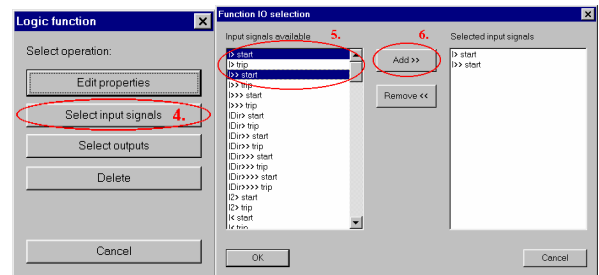 Logic function
Select operation:
Edit properties
Select input signals 4.
Select outputs
Delete
Cancel
Function IO selection
Input signals available 5.
I> start
I> trip
I>> start
I>> trip
I>>> start
I>>> trip
IDir> start
IDir> trip
IDir>> start
IDir>> trip
IDir>>> start
IDir>>> trip
IDir>>>> start
IDir>>>> trip
I2> start
I2> trip
I< start
I< trip
6.
Add >>
Remove <<
Selected input signals
I> start
I>> start
OK
Cancel